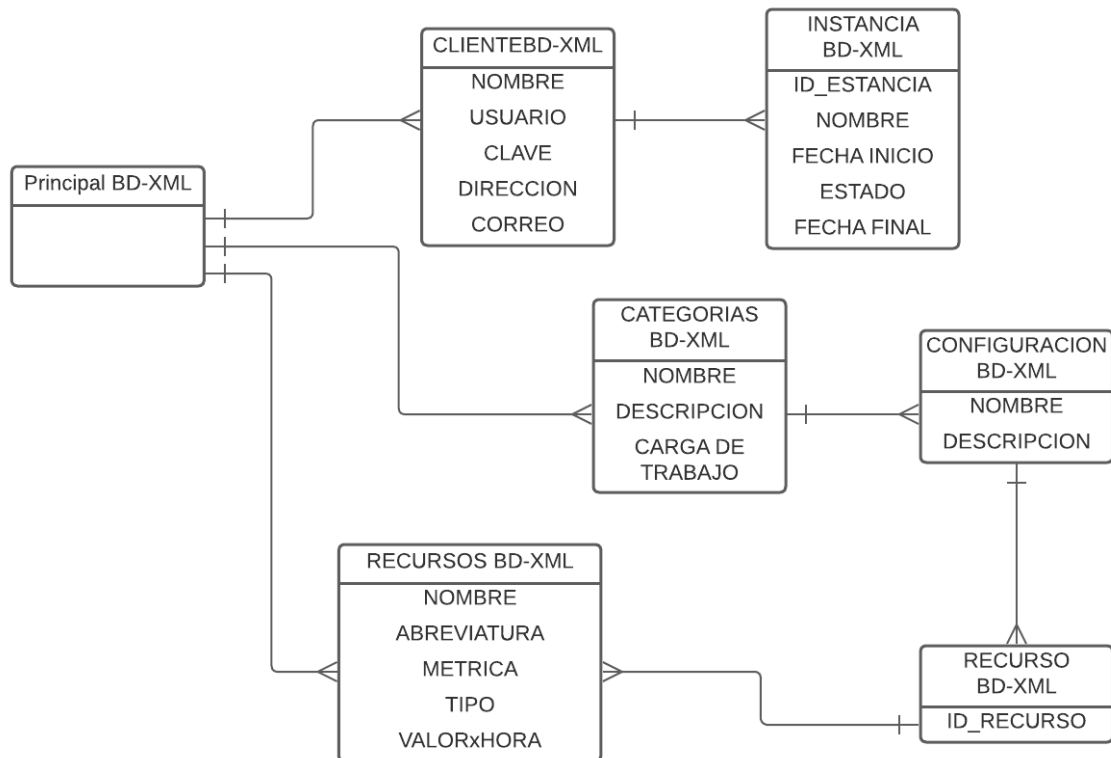 CLIENTEBD-XML
NOMBRE
USUARIO
CLAVE
DIRECCION
CORREO
INSTANCIA
BD-XML
ID_ESTANCIA
NOMBRE
FECHA INICIO
ESTADO
FECHA FINAL
Principal BD-XML
CATEGORIAS
BD-XML
NOMBRE
DESCRIPCION
CARGA DE
TRABAJO
CONFIGURACION
BD-XML
NOMBRE
DESCRIPCION
RECURSOS BD-XML
NOMBRE
ABREVIATURA
METRICA
TIPO
VALORxHORA
RECURSO
BD-XML
ID_RECURSO